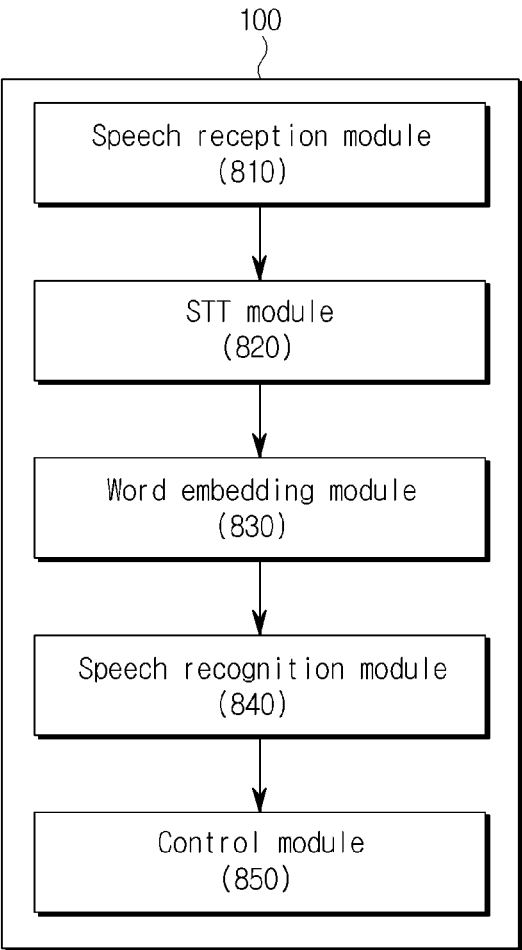 100
Speech reception module
(810)
STT module
(820)
Word embedding module
(830)
Speech recognition module
(840)
Control module
(850)